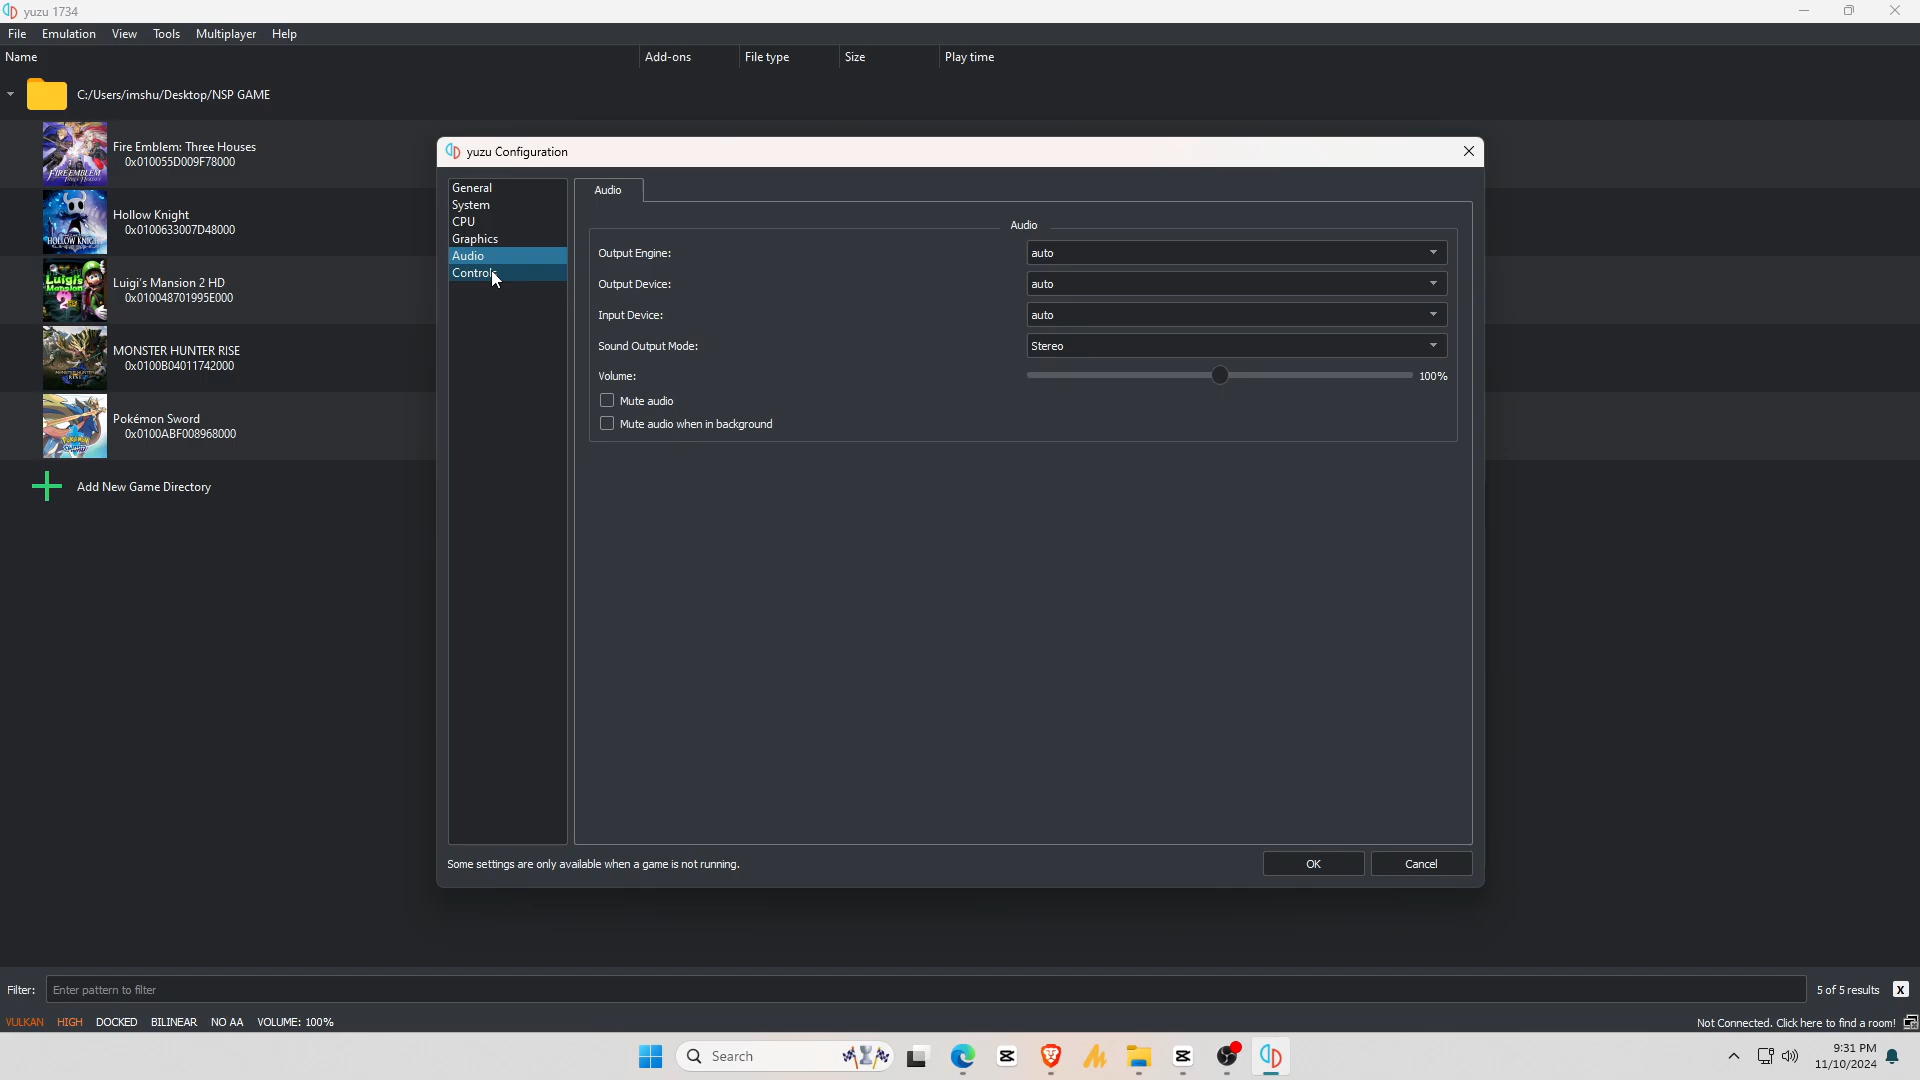 yuzu 1734
File Emulation View Tools Multiplayer Help
Name Add-ons File type Size Play time
C:/Users/imshu/Desktop/NSP GAME
Fire Emblem: Three Houses
0x010055D009F78000
Hollow Knight
0x0100633007D48000
Luigi's Mansion 2 HD
0x010048701995E000
MONSTER HUNTER RISE
0x0100B04011742000
Pokémon Sword
0x0100ABF008968000
Add New Game Directory
yuzu Configuration
General
System
CPU
Graphics
Audio
Controls
Audio
Audio
Output Engine: auto
Output Device: auto
Input Device: auto
Sound Output Mode: Stereo
Volume: 100%
Mute audio
Mute audio when in background
Some settings are only available when a game is not running.
OK Cancel
Filter: Enter pattern to filter 5 of 5 results X
VULKAN HIGH DOCKED BILINEAR NO AA VOLUME: 100% Not Connected. Click here to find a room!
Search
9:31 PM
11/10/2024